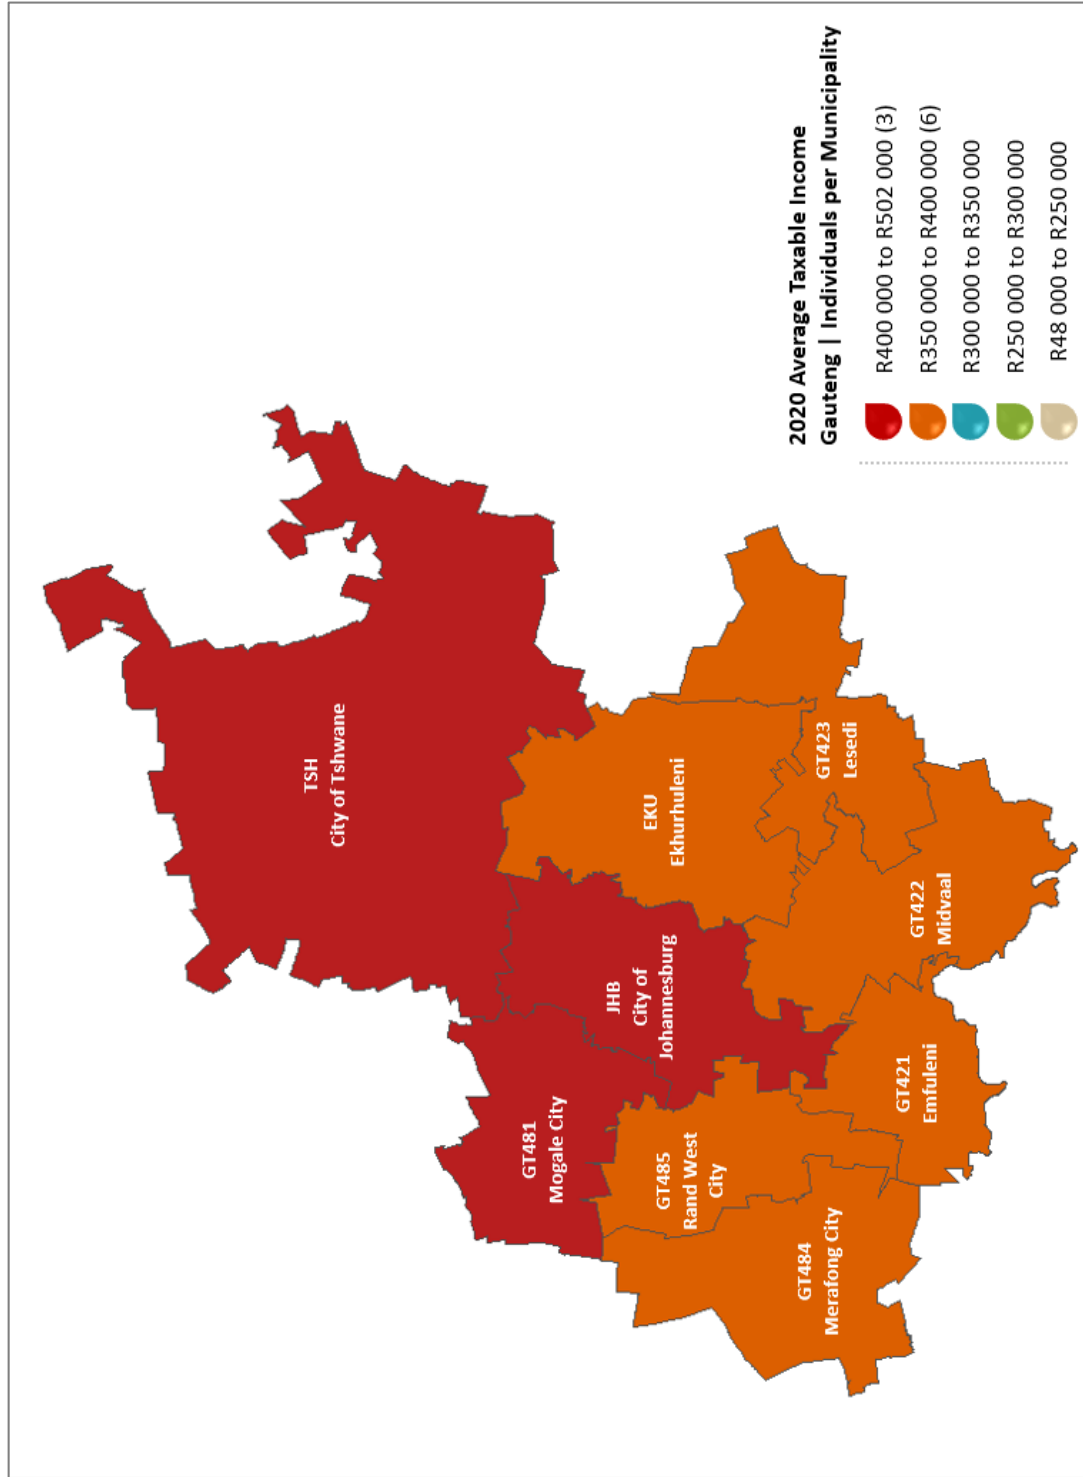 TSH
City of Tshwane
GT481
Mogale City
JHB
City of
Johannesburg
EKU
Ekhurhuleni
GT485
Rand West
City
GT484
Merafong City
GT423
Lesedi
GT421
Emfuleni
GT422
Midvaal
2020 Average Taxable Income
Gauteng | Individuals per Municipality
R400 000 to R502 000 (3)
R350 000 to R400 000 (6)
R300 000 to R350 000
R250 000 to R300 000
R48 000 to R250 000